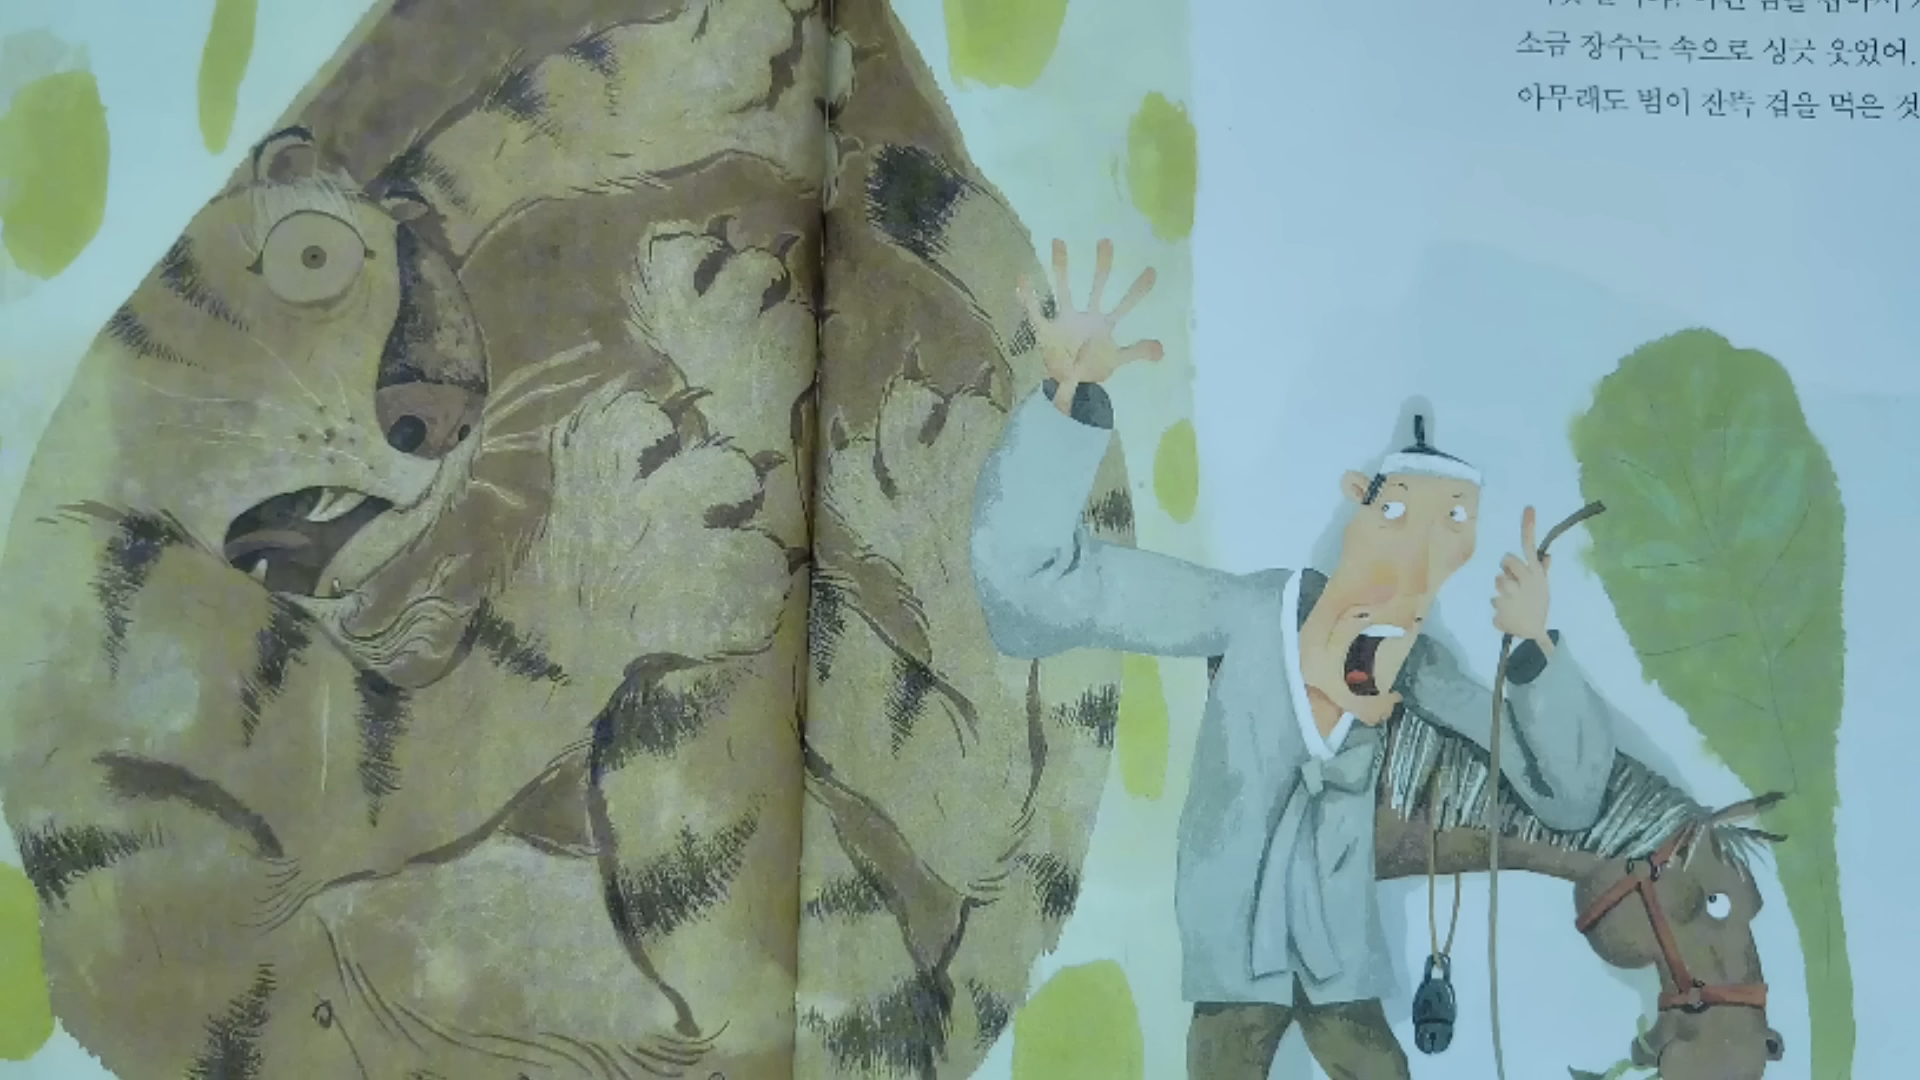 소금 장수는 속으로 싱긋 웃었어.
아무래도 범이 잔뜩 겁을 먹은 것